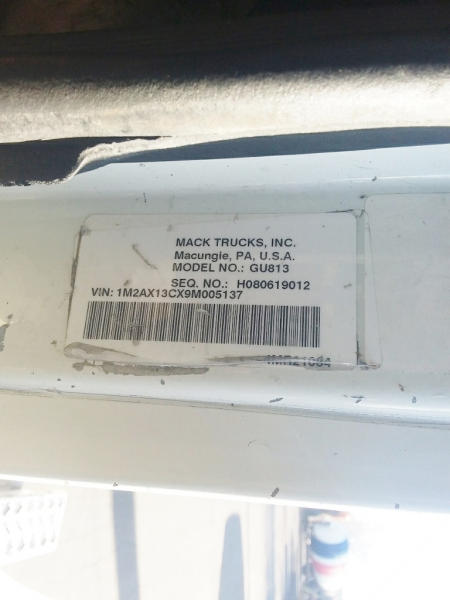 MACK TRUCKS, INC.
Macungie, PA, U.S.A.
MODEL NO.: GU813
SEQ. NO.: H080619012
VIN: 1M2AX13CX9M005137